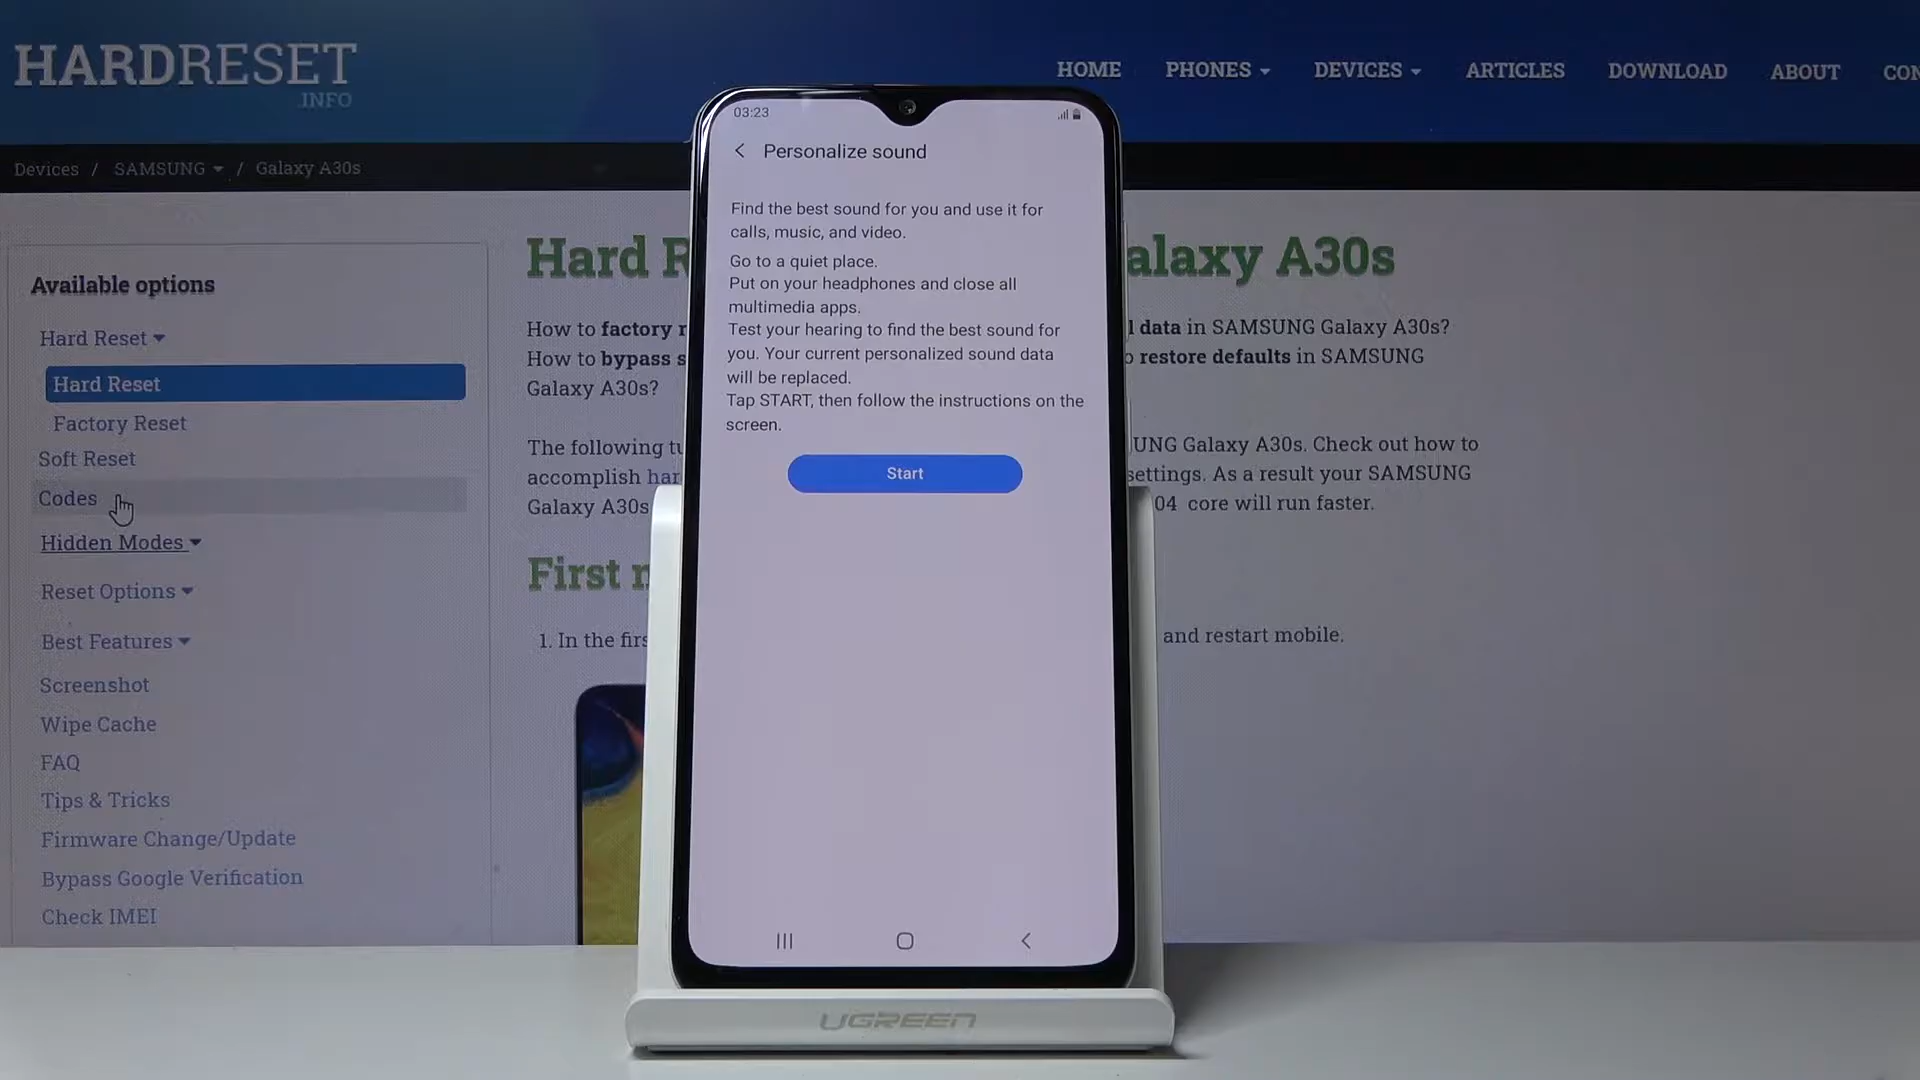 HARDRESET
.INFO
HOME PHONES DEVICES ARTICLES DOWNLOAD ABOUT
Devices / SAMSUNG / Galaxy A30s
Available options
Hard Reset
Hard Reset
Factory Reset
Soft Reset
Codes
Hidden Modes
Reset Options
Best Features
Screenshot
Wipe Cache
FAQ
Tips & Tricks
Firmware Change/Update
Bypass Google Verification
Check IMEI
Hard R
alaxy A30s
How to factory r
l data in SAMSUNG Galaxy A30s?
How to bypass s
o restore defaults in SAMSUNG
Galaxy A30s?
The following tu
UNG Galaxy A30s. Check out how to
accomplish har
settings. As a result your SAMSUNG
Galaxy A30s
04 core will run faster.
First
1. In the firs
and restart mobile.
03:23
Personalize sound
Find the best sound for you and use it for
calls, music, and video.
Go to a quiet place.
Put on your headphones and close all
multimedia apps.
Test your hearing to find the best sound for
you. Your current personalized sound data
will be replaced.
Tap START, then follow the instructions on the
screen.
Start
UGREEN